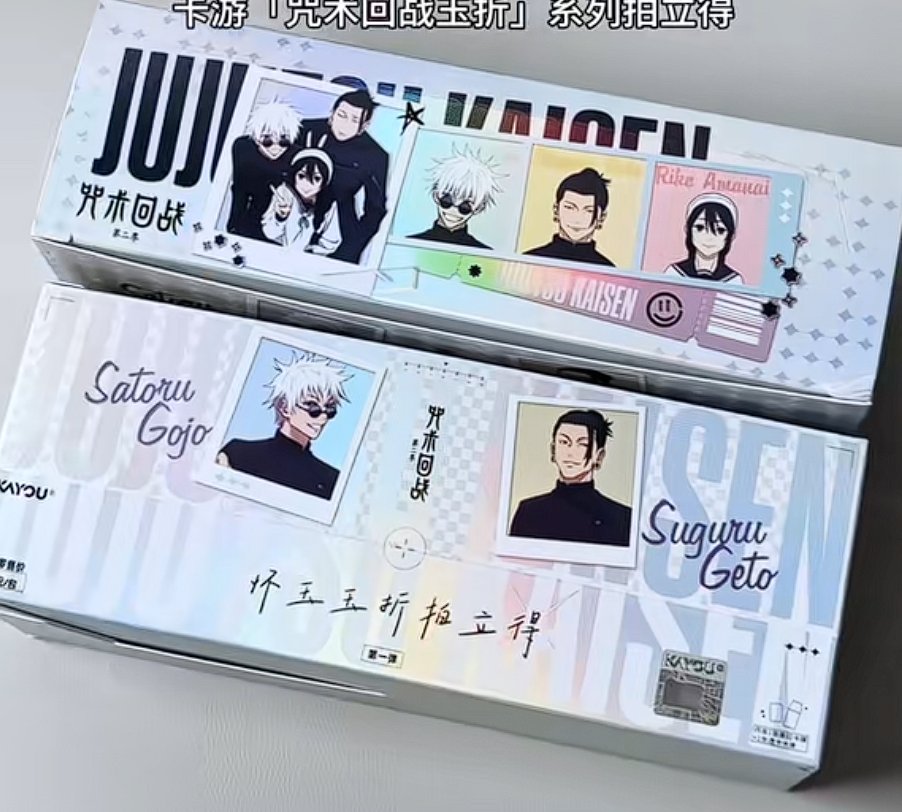 卡游「咒术回战玉折」系列拍立得
JUJUTSU KAISEN
咒术回战
第二季
Riko Amanai
JUJUTSU KAISEN
Satoru
Gojo
咒术回战
第二季
Suguru
Geto
KAYOU
怀玉玉折拍立得
第一弹
KAYOU